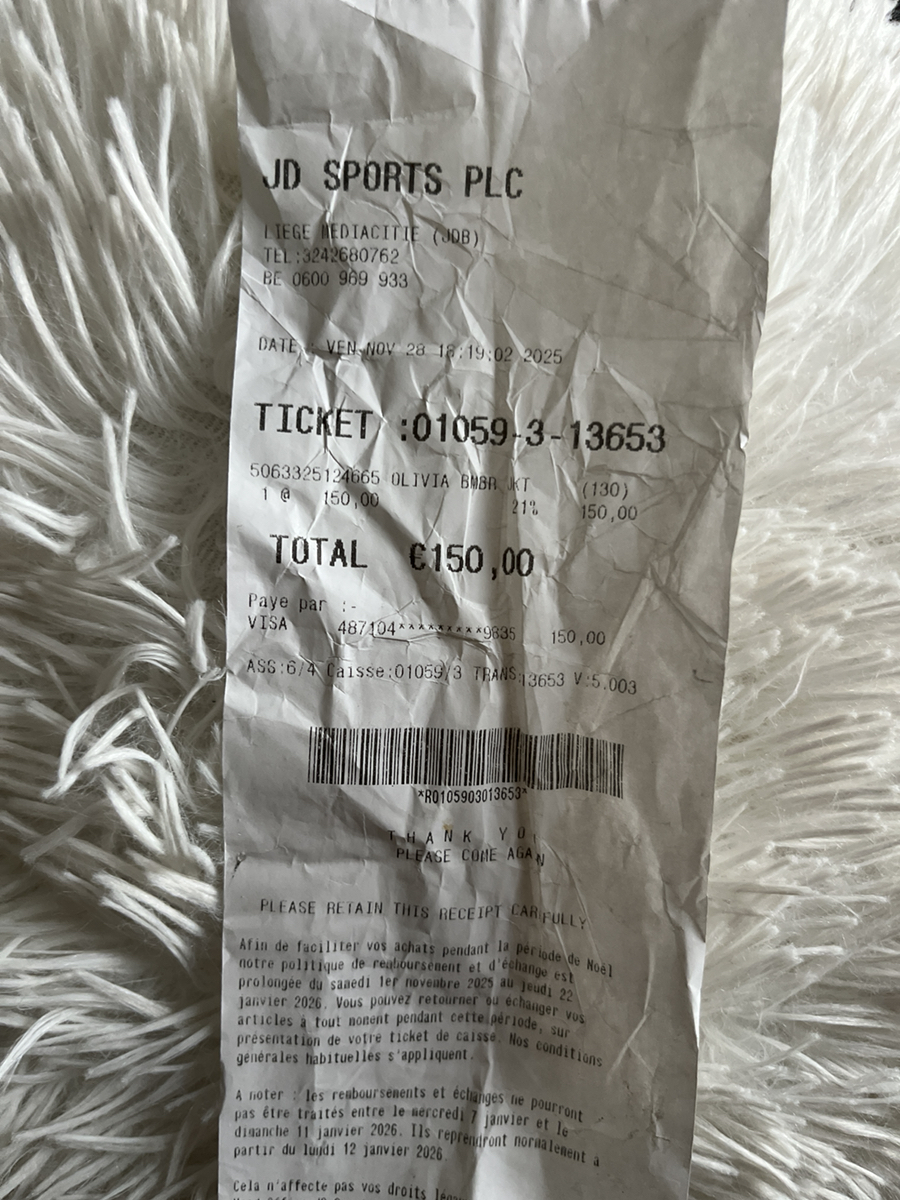 JD SPORTS PLC
LIEGE MEDIACITIE (JDB)
TEL:3242680762
BE 0600 969 933
DATE : VEN NOV 28 18:19:02 2025
TICKET :01059-3-13653
5063325124665 OLIVIA BMBR JKT (130)
1 @ 150,00 21% 150,00
TOTAL €150,00
Paye par :-
VISA 487104*********9835 150,00
ASS:6/4 Caisse:01059/3 TRANS:13653 V:5.003
*R0105903013653*
THANK YOU
PLEASE COME AGAIN
PLEASE RETAIN THIS RECEIPT CAREFULLY
Afin de faciliter vos achats pendant la période de Noël
notre politique de remboursement et d'échange est
prolongée du samedi 1er novembre 2025 au jeudi 22
janvier 2026. Vous pouvez retourner ou échanger vos
articles à tout moment pendant cette période, sur
présentation de votre ticket de caisse. Nos conditions
générales habituelles s'appliquent.
A noter : les remboursements et échanges ne pourront
pas être traités entre le mercredi 7 janvier et le
dimanche 11 janvier 2026. Ils reprendront normalement à
partir du lundi 12 janvier 2026
Cela n'affecte pas vos droits